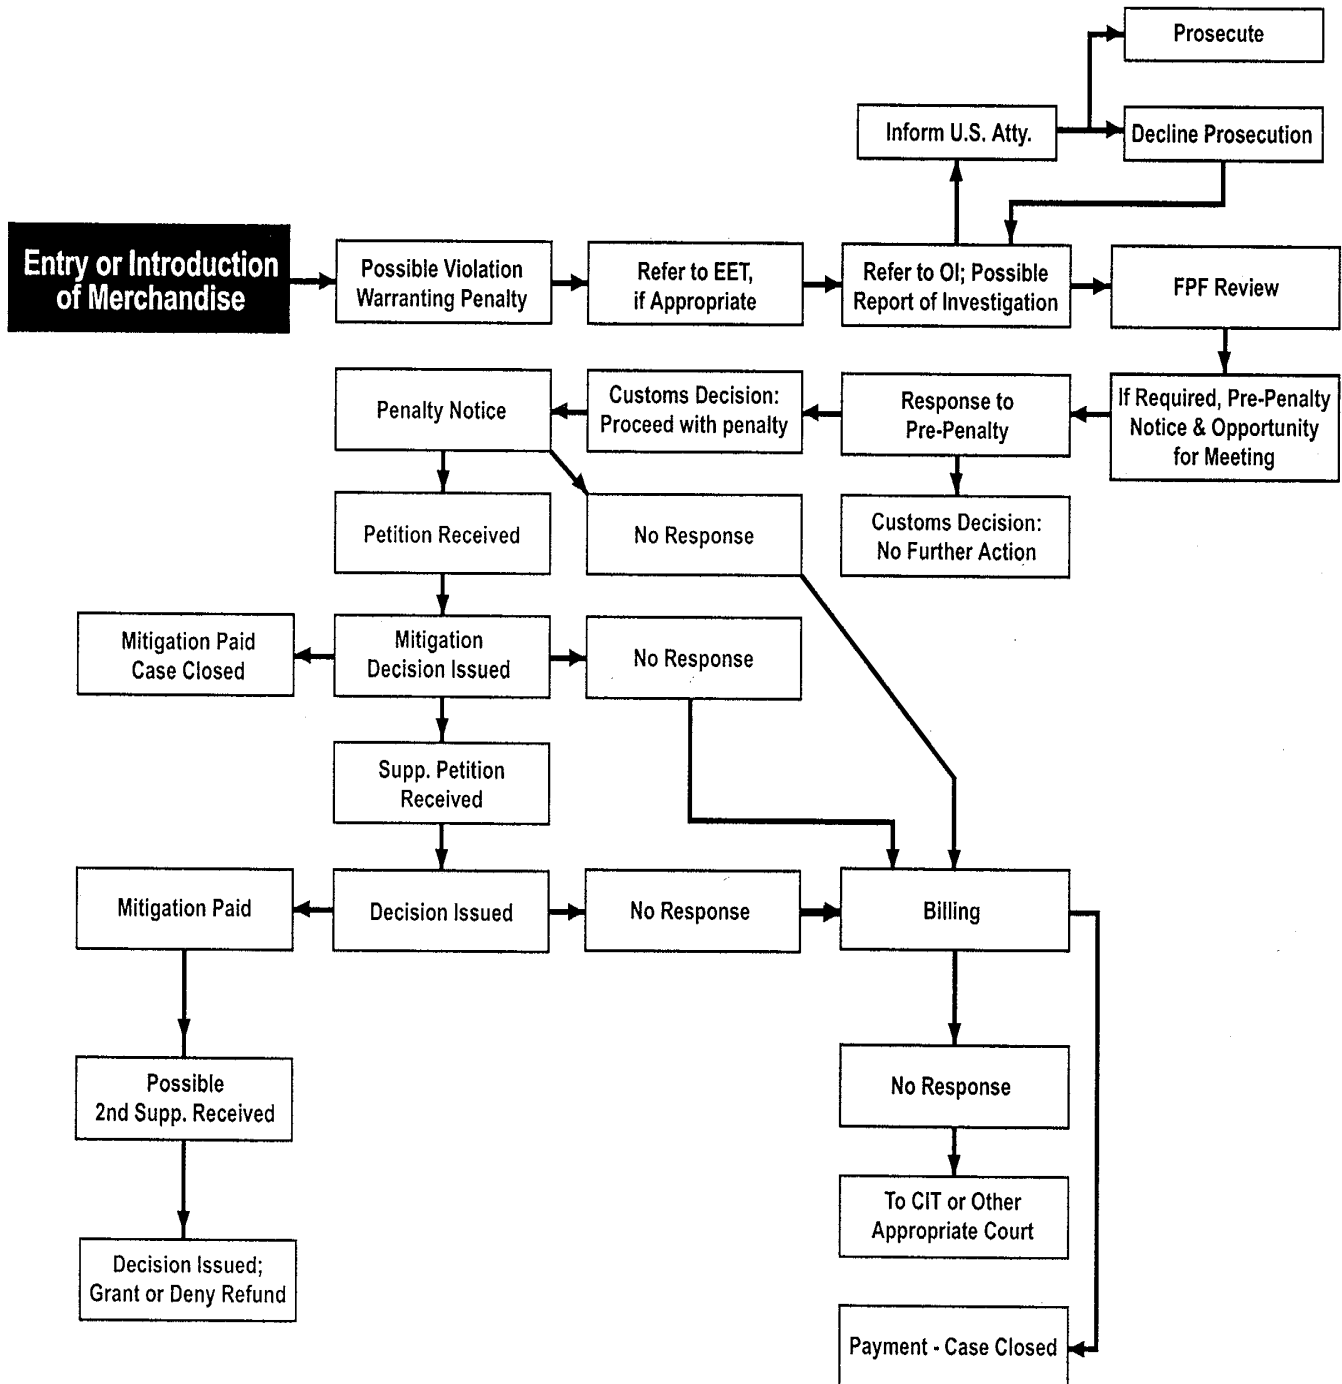 Prosecute
Inform U.S. Atty.
Decline Prosecution
Entry or Introduction
of Merchandise
Possible Violation
Warranting Penalty
Refer to EET,
if Appropriate
Refer to OI; Possible
Report of Investigation
FPF Review
Penalty Notice
Customs Decision:
Proceed with penalty
Response to
Pre-Penalty
If Required, Pre-Penalty
Notice & Opportunity
for Meeting
Petition Received
No Response
Customs Decision:
No Further Action
Mitigation Paid
Case Closed
Mitigation
Decision Issued
No Response
Supp. Petition
Received
Mitigation Paid
Decision Issued
No Response
Billing
Possible
2nd Supp. Received
No Response
To CIT or Other
Appropriate Court
Decision Issued;
Grant or Deny Refund
Payment - Case Closed